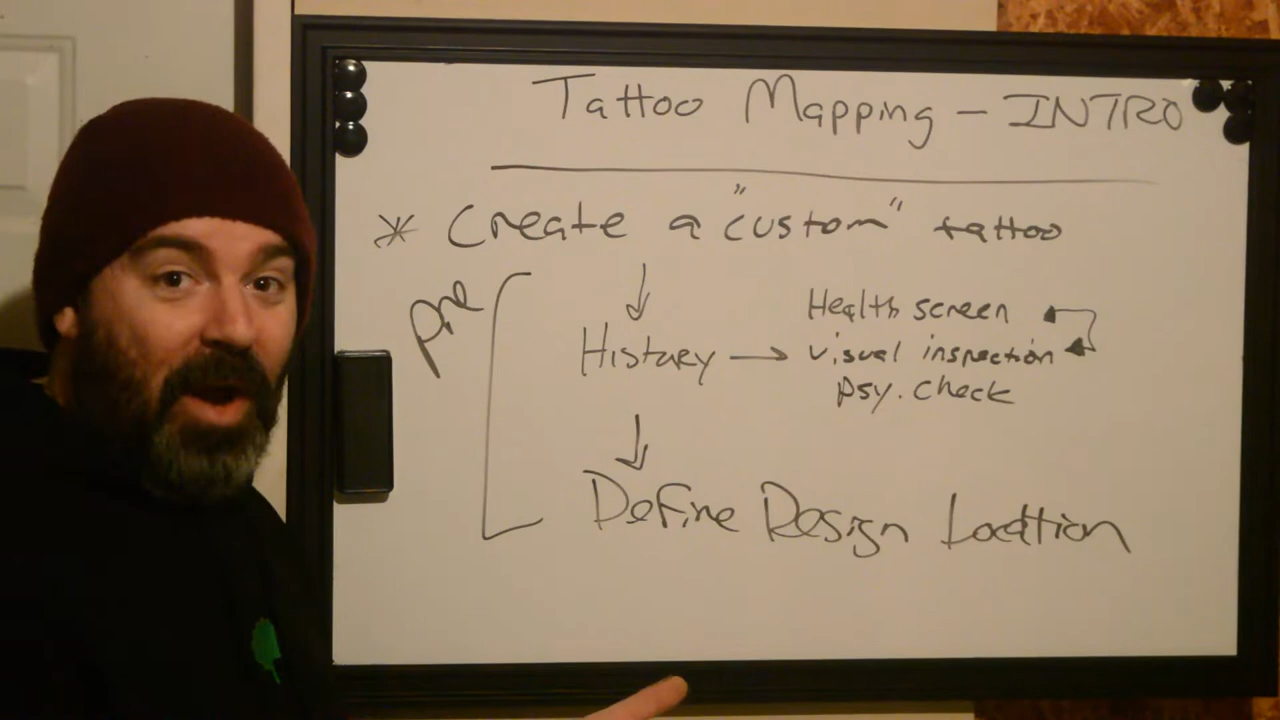 Tattoo Mapping - INTRO
* Create a "custom" tattoo
Pre
Health screen
History → visual inspection
psy. check
Define Design Location